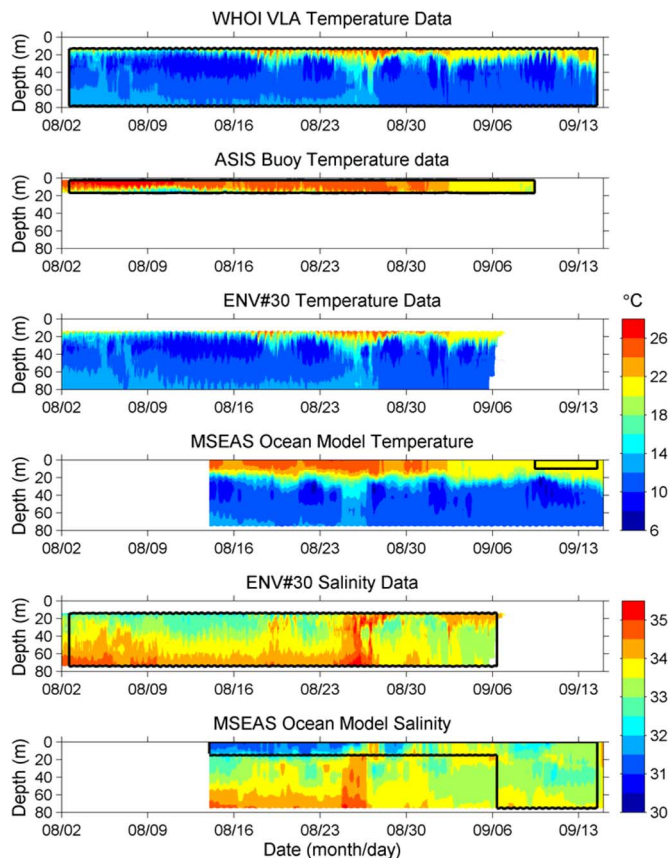 WHOI VLA Temperature Data
0
20
40
60
80
Depth (m)
08/02 08/09 08/16 08/23 08/30 09/06 09/13
ASIS Buoy Temperature data
0
20
40
60
80
Depth (m)
08/02 08/09 08/16 08/23 08/30 09/06 09/13
ENV#30 Temperature Data
0
20
40
60
80
Depth (m)
08/02 08/09 08/16 08/23 08/30 09/06 09/13
°C
26
22
18
14
10
6
MSEAS Ocean Model Temperature
0
20
40
60
80
Depth (m)
08/02 08/09 08/16 08/23 08/30 09/06 09/13
ENV#30 Salinity Data
0
20
40
60
80
Depth (m)
08/02 08/09 08/16 08/23 08/30 09/06 09/13
35
34
33
32
31
30
MSEAS Ocean Model Salinity
0
20
40
60
80
Depth (m)
08/02 08/09 08/16 08/23 08/30 09/06 09/13
Date (month/day)